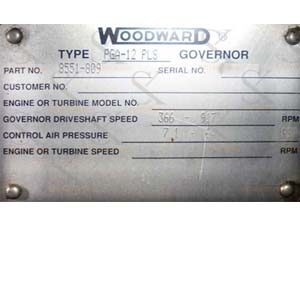 WOODWARD
TYPE PGA-12 PLS GOVERNOR
PART NO. 8551-809 SERIAL NO.
CUSTOMER NO.
ENGINE OR TURBINE MODEL NO.
GOVERNOR DRIVESHAFT SPEED 366 RPM
CONTROL AIR PRESSURE
ENGINE OR TURBINE SPEED RPM